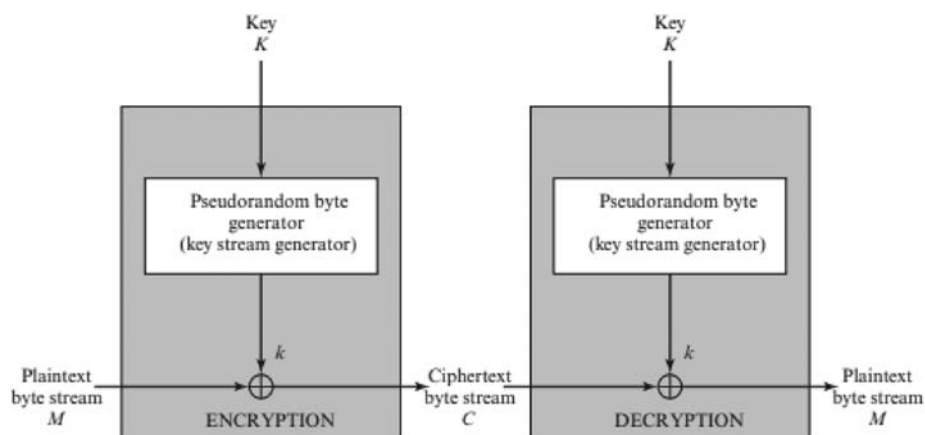 Key
K
Pseudorandom byte
generator
(key stream generator)
k
Plaintext
byte stream
M
ENCRYPTION
Ciphertext
byte stream
C
Key
K
Pseudorandom byte
generator
(key stream generator)
k
DECRYPTION
Plaintext
byte stream
M